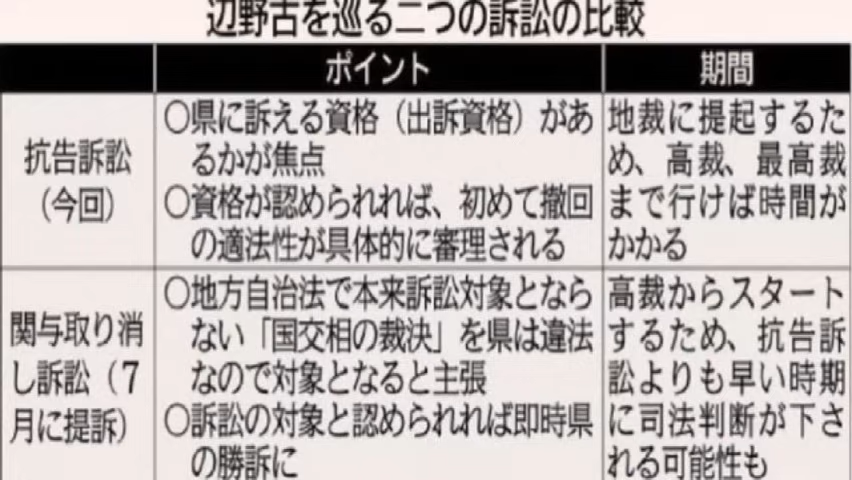 辺野古を巡る二つの訴訟の比較
ポイント
期間
抗告訴訟
(今回)
○県に訴える資格(出訴資格)があ
るかが焦点
○資格が認められれば、初めて撤回
の適法性が具体的に審理される
地裁に提起するた
め、高裁、最高裁
まで行けば時間が
かかる
関与取り消
し訴訟(7
月に提訴)
○地方自治法で本来訴訟対象となら
ない「国交相の裁決」を県は違法
なので対象となると主張
○訴訟の対象と認められれば即時県
の勝訴に
高裁からスタート
するため、抗告訴
訟よりも早い時期
に司法判断が下さ
れる可能性も